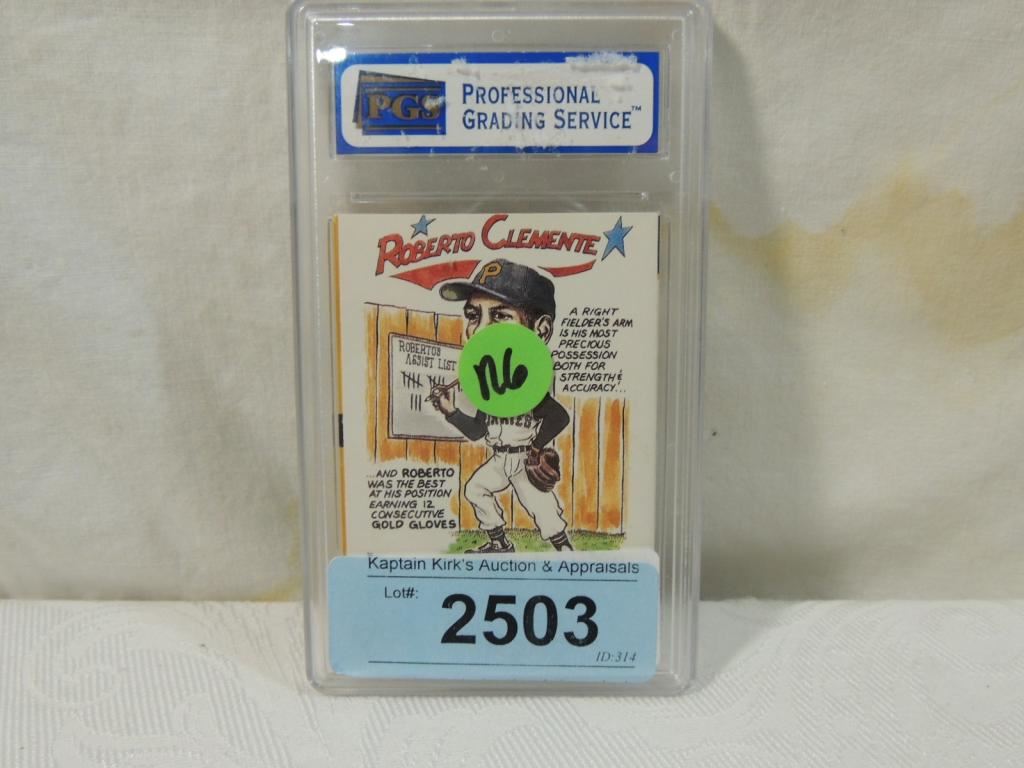 PGS
PROFESSIONAL
GRADING SERVICE™
ROBERTO CLEMENTE
P
A RIGHT
FIELDER'S ARM
IS HIS MOST
PRECIOUS
POSSESSION
BOTH FOR
STRENGTH &
ACCURACY...
ROBERTO'S
ASSIST LIST
N6
...AND ROBERTO
WAS THE BEST
AT HIS POSITION
EARNING 12
CONSECUTIVE
GOLD GLOVES
Kaptain Kirk's Auction & Appraisals
Lot#:
2503
ID:314